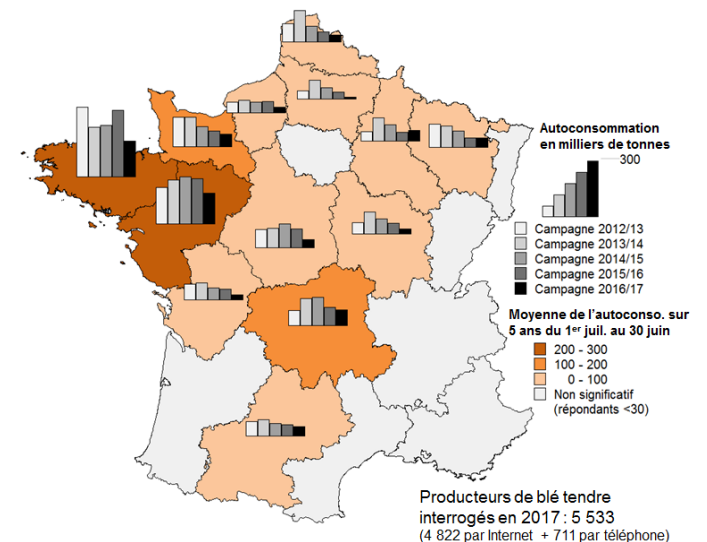 Autoconsommation
en milliers de tonnes
300
Campagne 2012/13
Campagne 2013/14
Campagne 2014/15
Campagne 2015/16
Campagne 2016/17
Moyenne de l'autoconso. sur
5 ans du 1er juil. au 30 juin
200 - 300
100 - 200
0 - 100
Non significatif
(répondants <30)
Producteurs de blé tendre
interrogés en 2017 : 5 533
(4 822 par Internet + 711 par téléphone)